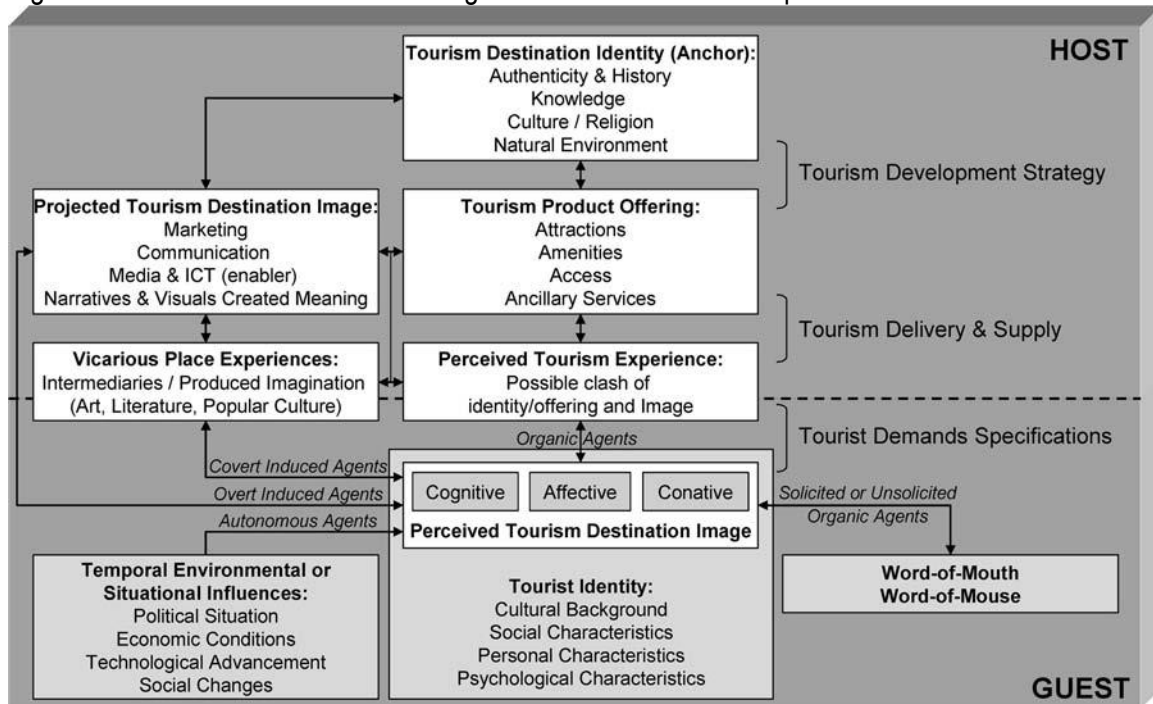 HOST
Tourism Destination Identity (Anchor):
Authenticity & History
Knowledge
Culture / Religion
Natural Environment
Tourism Development Strategy
Projected Tourism Destination Image:
Marketing
Communication
Media & ICT (enabler)
Narratives & Visuals Created Meaning
Tourism Product Offering:
Attractions
Amenities
Access
Ancillary Services
Tourism Delivery & Supply
Vicarious Place Experiences:
Intermediaries / Produced Imagination
(Art, Literature, Popular Culture)
Perceived Tourism Experience:
Possible clash of
identity/offering and Image
Tourist Demands Specifications
Organic Agents
Covert Induced Agents
Overt Induced Agents
Autonomous Agents
Cognitive
Affective
Conative
Perceived Tourism Destination Image
Solicited or Unsolicited
Organic Agents
Temporal Environmental or
Situational Influences:
Political Situation
Economic Conditions
Technological Advancement
Social Changes
Tourist Identity:
Cultural Background
Social Characteristics
Personal Characteristics
Psychological Characteristics
Word-of-Mouth
Word-of-Mouse
GUEST